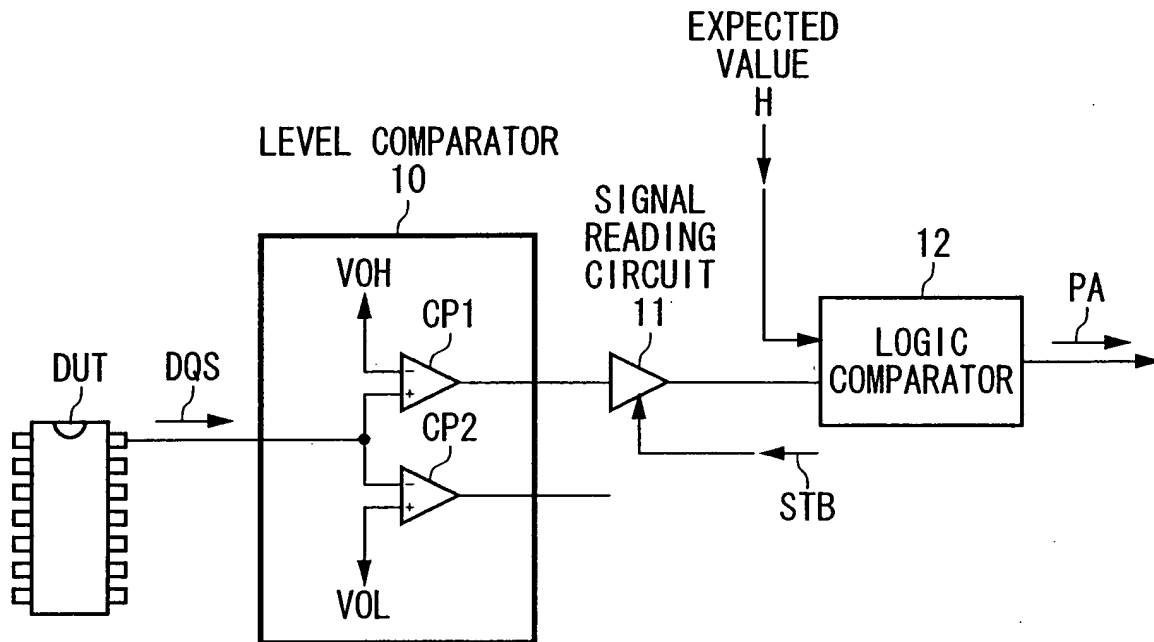 EXPECTED
VALUE
H
LEVEL COMPARATOR
10
SIGNAL
READING
CIRCUIT
11
12
PA
VOH
CP1
-
+
LOGIC
COMPARATOR
DUT
DQS
CP2
-
+
STB
VOL